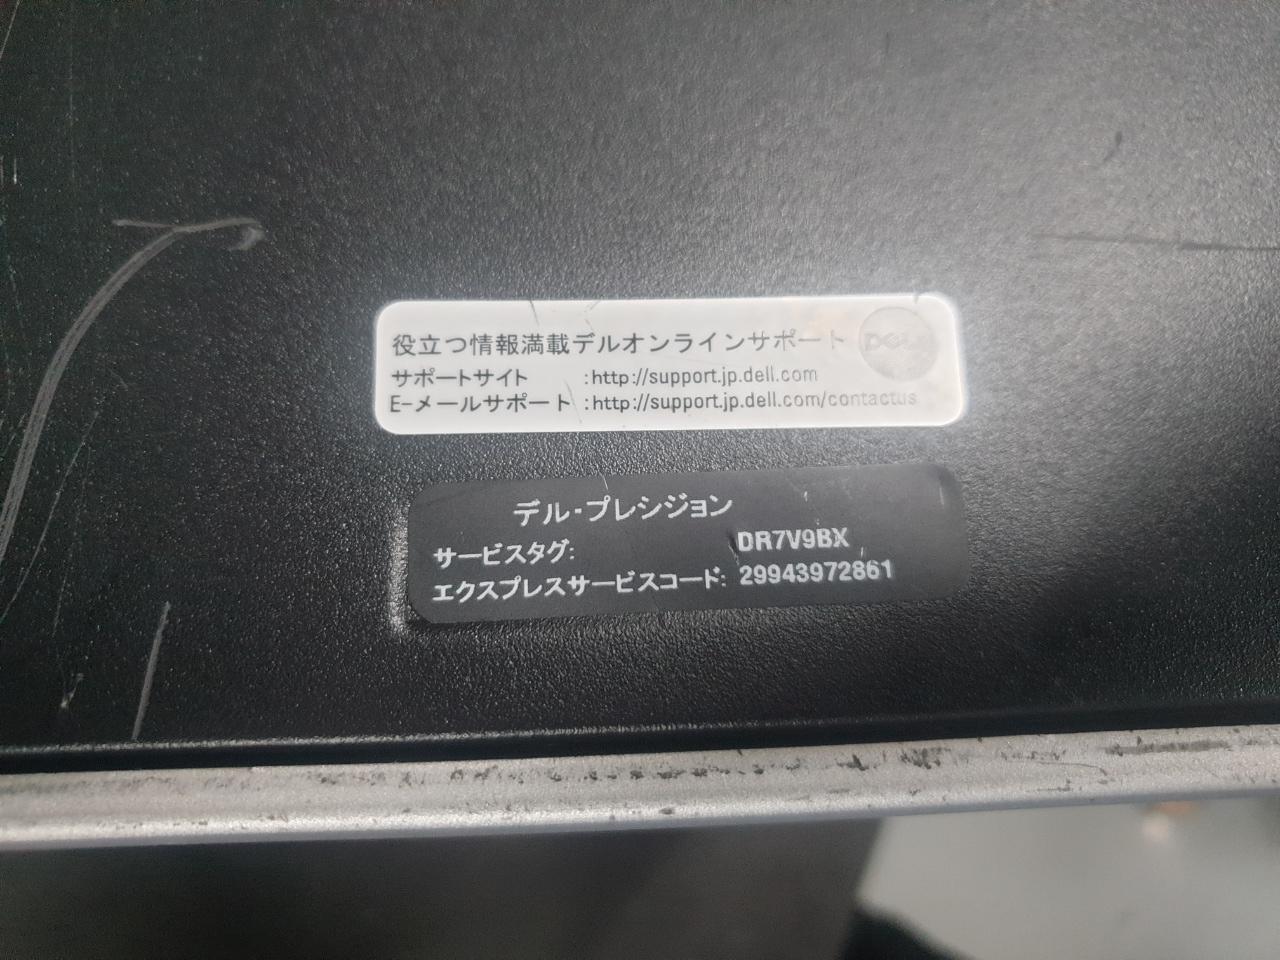 役立つ情報満載デルオンラインサポート
DELL
サポートサイト :http://support.jp.dell.com
E-メールサポート :http://support.jp.dell.com/contactus
デル・プレシジョン
サービスタグ: DR7V9BX
エクスプレスサービスコード: 29943972861